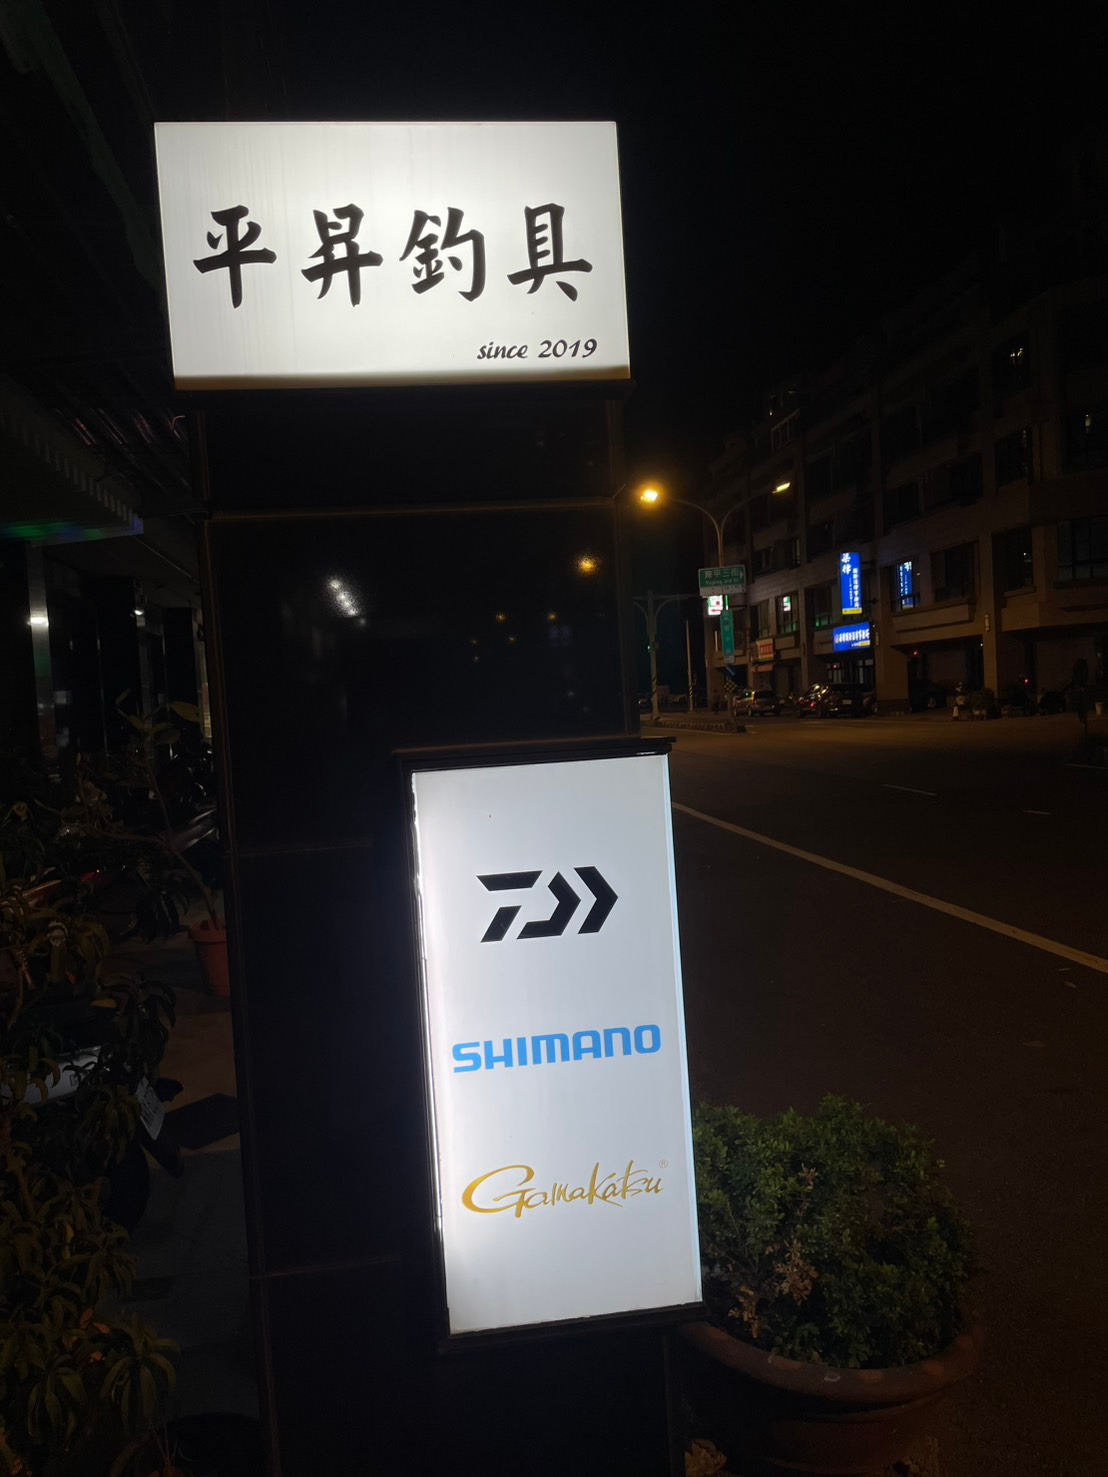 平昇釣具
since 2019
SHIMANO
Gamakatsu®